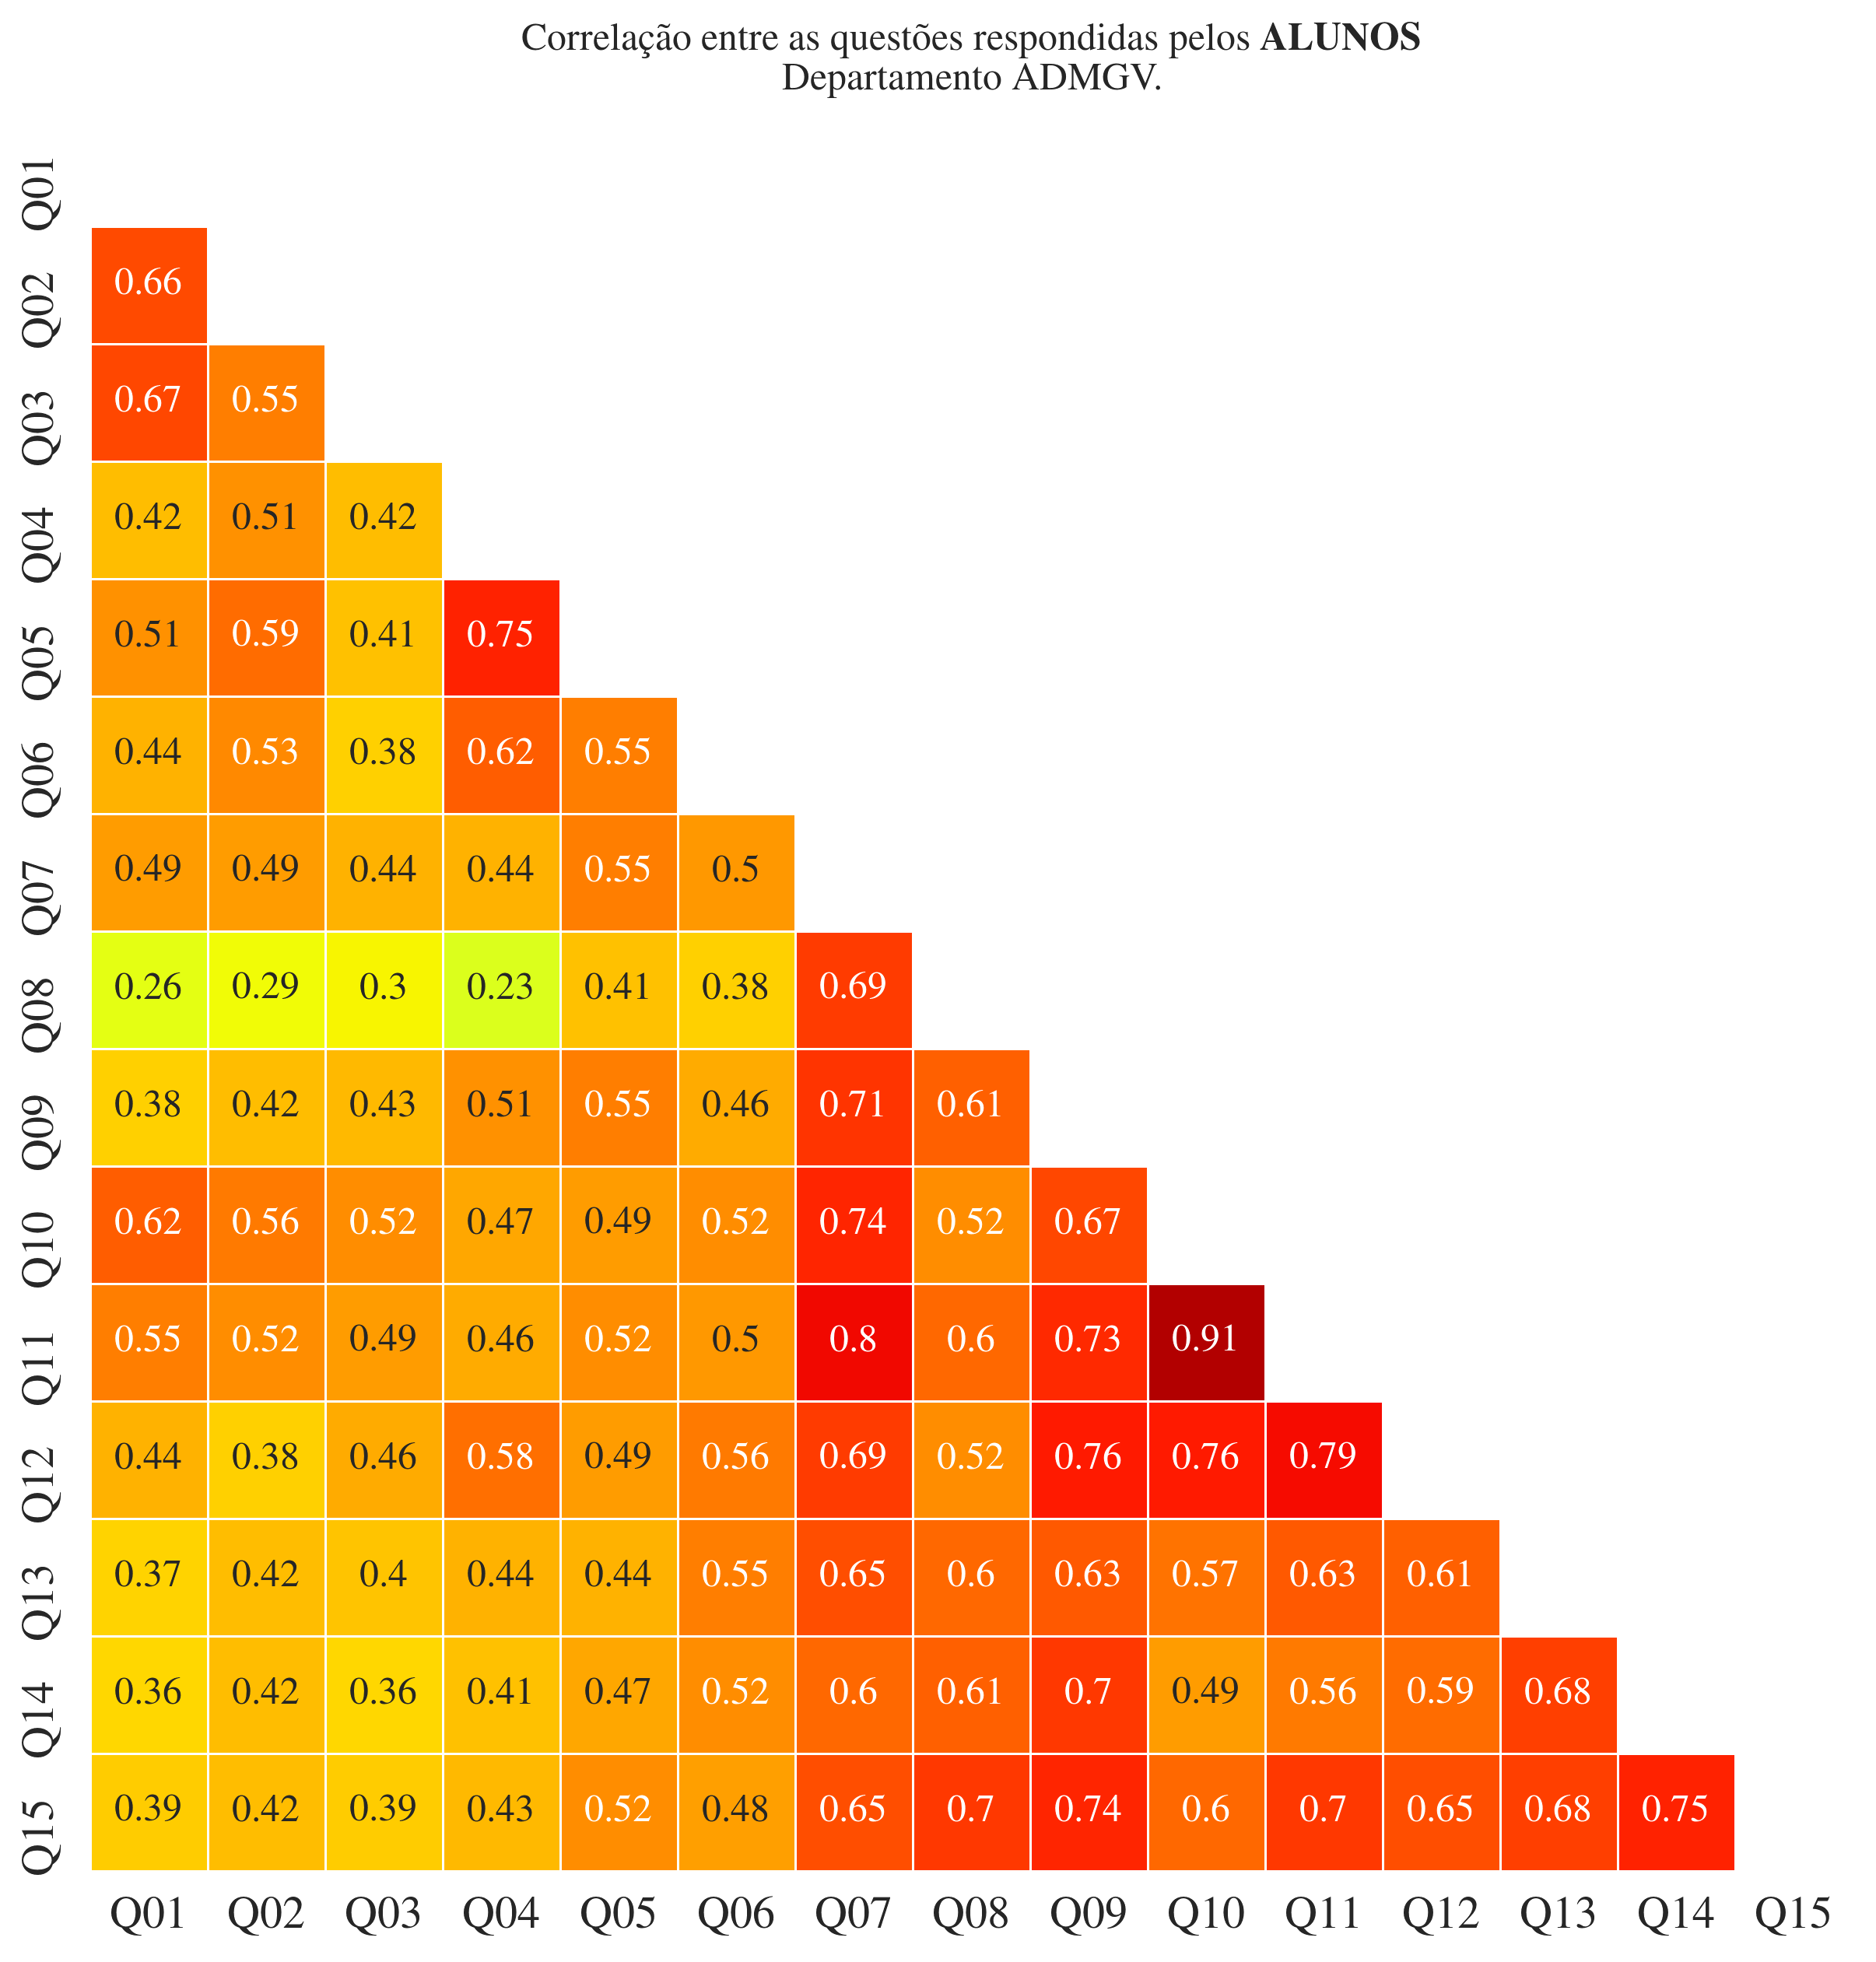 Correlação entre as questões respondidas pelos ALUNOS
Departamento ADMGV.
Q01
Q02 0.66
Q03 0.67 0.55
Q04 0.42 0.51 0.42
Q05 0.51 0.59 0.41 0.75
Q06 0.44 0.53 0.38 0.62 0.55
Q07 0.49 0.49 0.44 0.44 0.55 0.5
Q08 0.26 0.29 0.3 0.23 0.41 0.38 0.69
Q09 0.38 0.42 0.43 0.51 0.55 0.46 0.71 0.61
Q10 0.62 0.56 0.52 0.47 0.49 0.52 0.74 0.52 0.67
Q11 0.55 0.52 0.49 0.46 0.52 0.5 0.8 0.6 0.73 0.91
Q12 0.44 0.38 0.46 0.58 0.49 0.56 0.69 0.52 0.76 0.76 0.79
Q13 0.37 0.42 0.4 0.44 0.44 0.55 0.65 0.6 0.63 0.57 0.63 0.61
Q14 0.36 0.42 0.36 0.41 0.47 0.52 0.6 0.61 0.7 0.49 0.56 0.59 0.68
Q15 0.39 0.42 0.39 0.43 0.52 0.48 0.65 0.7 0.74 0.6 0.7 0.65 0.68 0.75
Q01 Q02 Q03 Q04 Q05 Q06 Q07 Q08 Q09 Q10 Q11 Q12 Q13 Q14 Q15